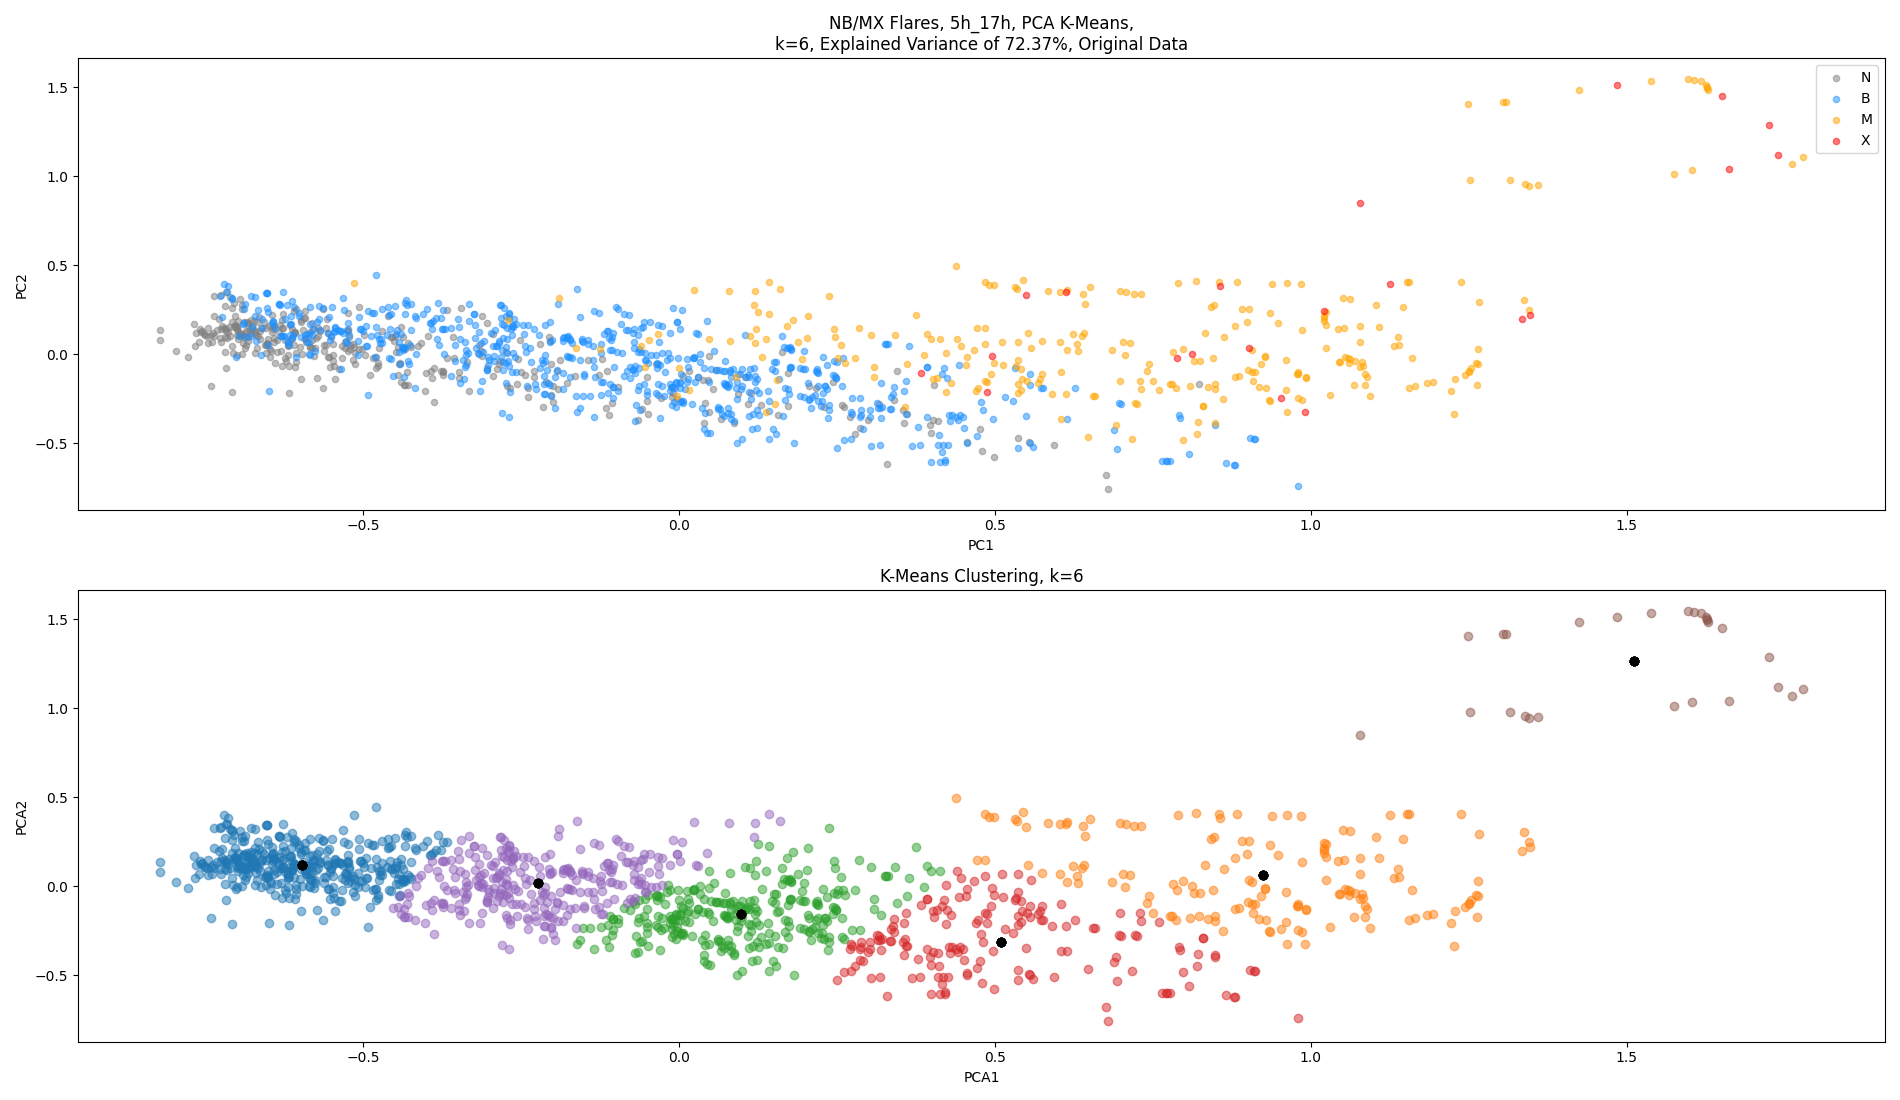 NB/MX Flares, 5h_17h, PCA K-Means,
k=6, Explained Variance of 72.37%, Original Data
N
B
M
X
1.5
1.0
0.5
0.0
−0.5
PC2
−0.5
0.0
0.5
1.0
1.5
PC1
K-Means Clustering, k=6
1.5
1.0
0.5
0.0
−0.5
PCA2
−0.5
0.0
0.5
1.0
1.5
PCA1